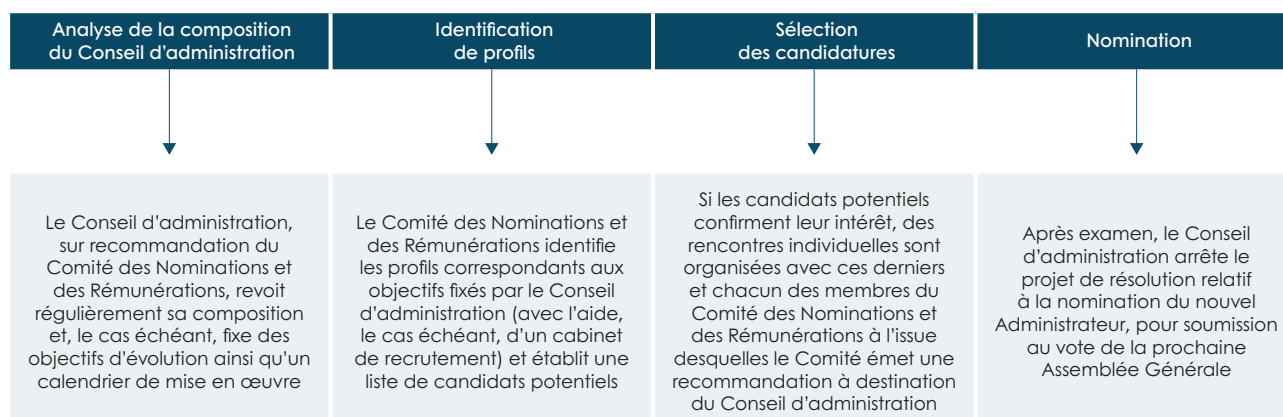 Analyse de la composition
du Conseil d'administration
Identification
de profils
Sélection
des candidatures
Nomination
Le Conseil d'administration,
sur recommandation du
Comité des Nominations et
des Rémunérations, revoit
régulièrement sa composition
et, le cas échéant, fixe des
objectifs d'évolution ainsi qu'un
calendrier de mise en œuvre
Le Comité des Nominations et
des Rémunérations identifie
les profils correspondants aux
objectifs fixés par le Conseil
d'administration (avec l'aide,
le cas échéant, d'un cabinet
de recrutement) et établit une
liste de candidats potentiels
Si les candidats potentiels
confirment leur intérêt, des
rencontres individuelles sont
organisées avec ces derniers
et chacun des membres du
Comité des Nominations et
des Rémunérations à l'issue
desquelles le Comité émet une
recommandation à destination
du Conseil d'administration
Après examen, le Conseil
d'administration arrête le
projet de résolution relatif
à la nomination du nouvel
Administrateur, pour soumission
au vote de la prochaine
Assemblée Générale